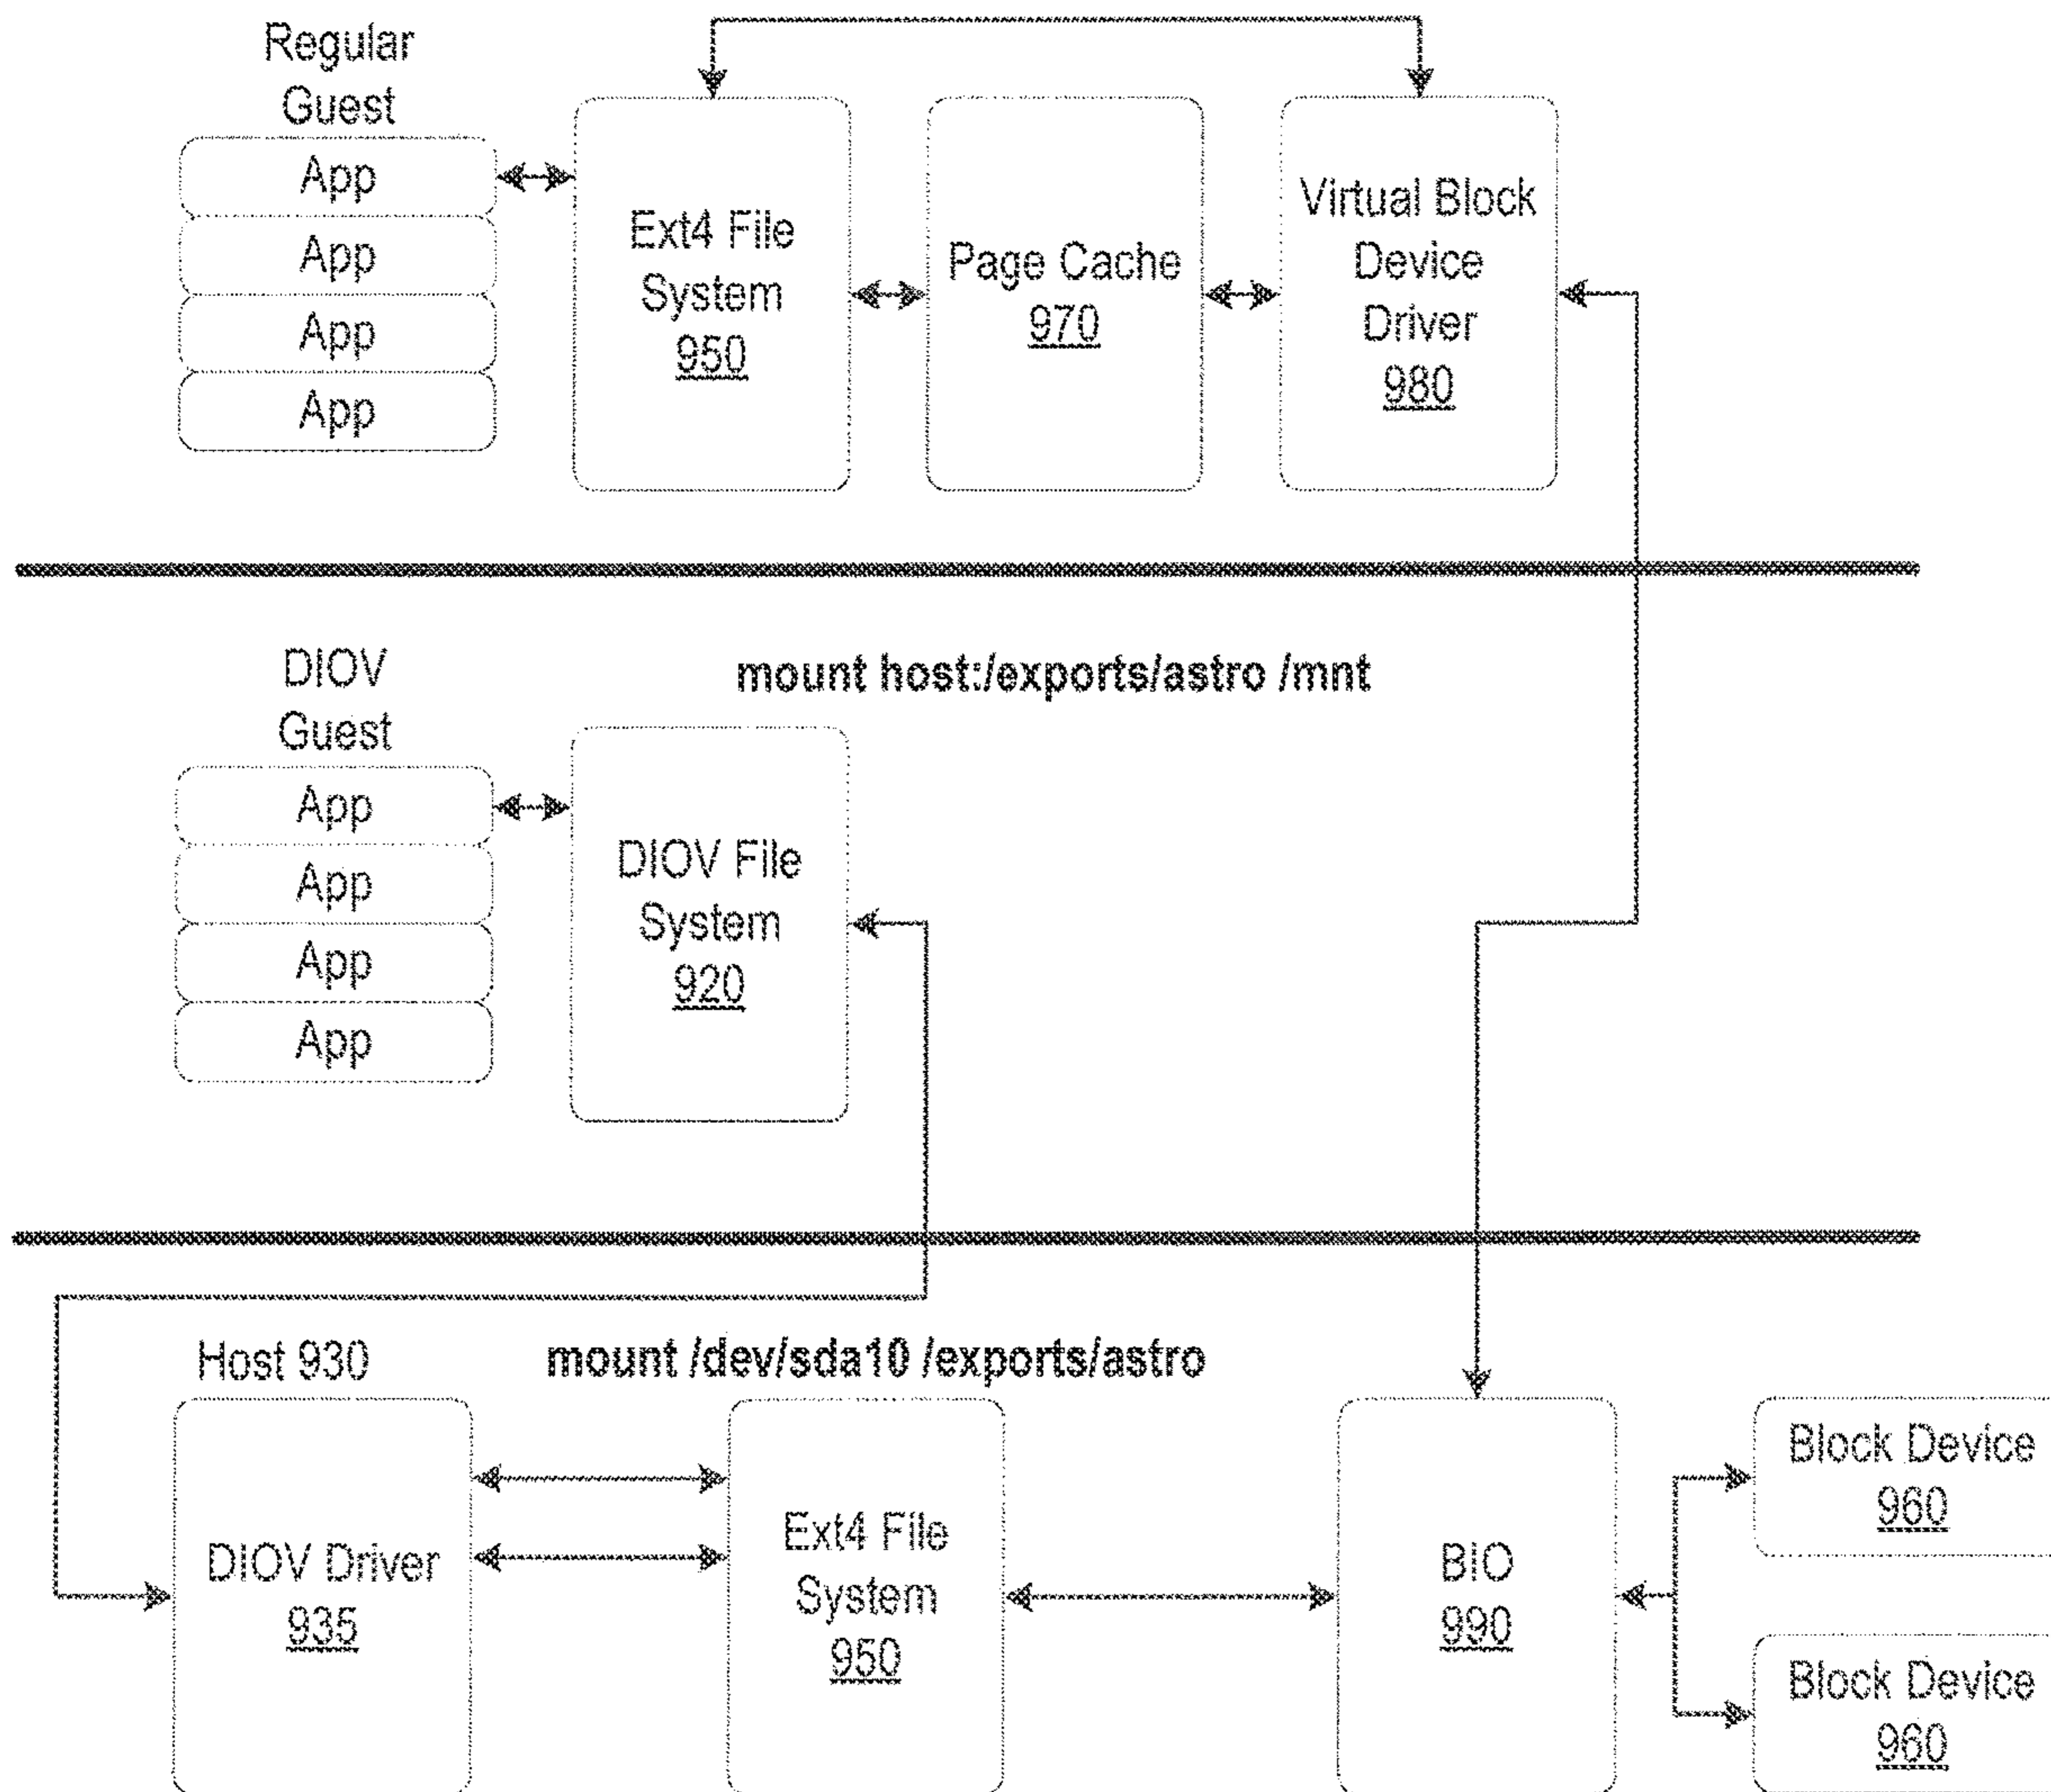 Regular
Guest
App
App
App
App
Ext4 File
System
950
Page Cache
970
Virtual Block
Device
Driver
980
DIOV
Guest
mount host:/exports/astro /mnt
App
App
App
App
DIOV File
System
920
Host 930
mount /dev/sda10 /exports/astro
DIOV Driver
935
Ext4 File
System
950
BIO
990
Block Device
960
Block Device
960